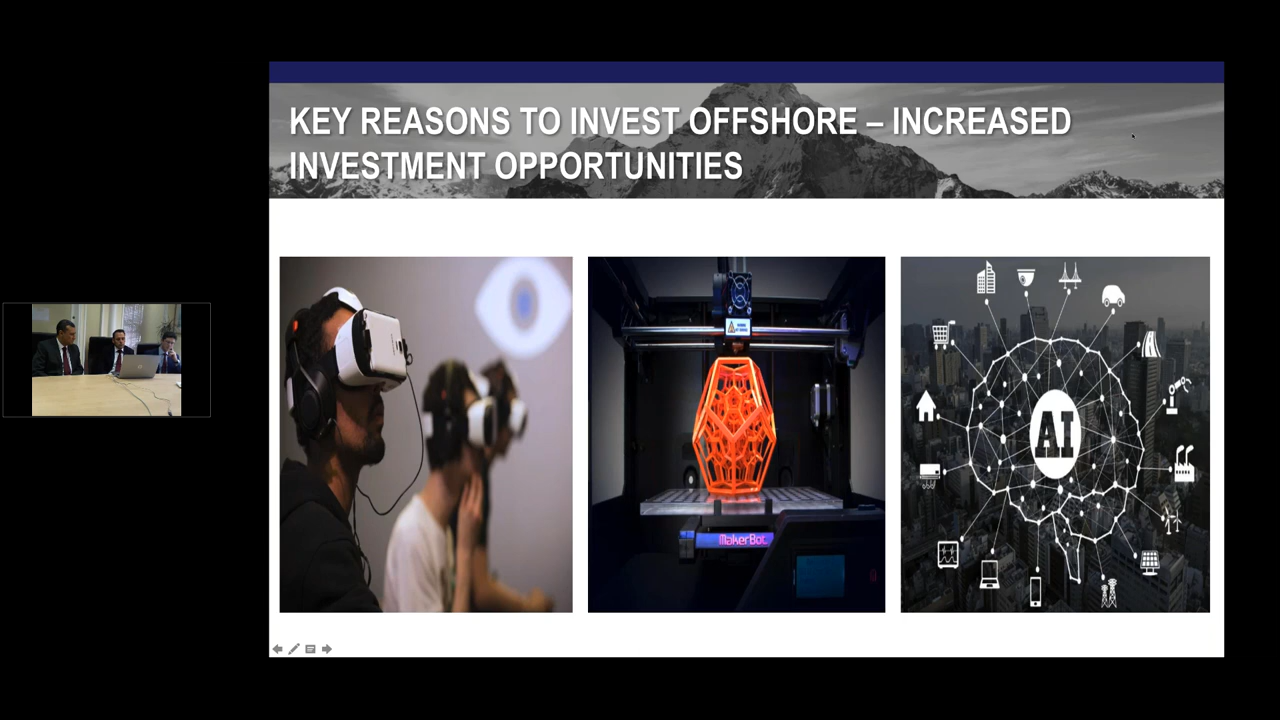 KEY REASONS TO INVEST OFFSHORE – INCREASED
INVESTMENT OPPORTUNITIES
MakerBot
AI